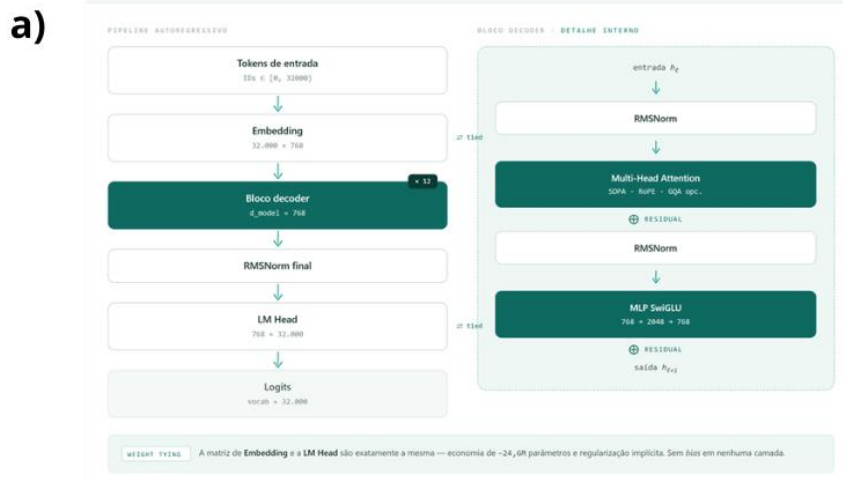 a)
PIPELINE AUTOREGRESSIVO
Tokens de entrada
IDs ∈ [0, 32000)
Embedding
32.000 × 768
⇄ tied
× 12
Bloco decoder
d_model = 768
RMSNorm final
LM Head
768 → 32.000
⇄ tied
Logits
vocab = 32.000
BLOCO DECODER · DETALHE INTERNO
entrada hℓ
RMSNorm
Multi-Head Attention
SDPA · RoPE · GQA opc.
⊕ RESIDUAL
RMSNorm
MLP SwiGLU
768 → 2048 → 768
⊕ RESIDUAL
saída hℓ+1
WEIGHT TYING A matriz de Embedding e a LM Head são exatamente a mesma — economia de ~24,6M parâmetros e regularização implícita. Sem bias em nenhuma camada.